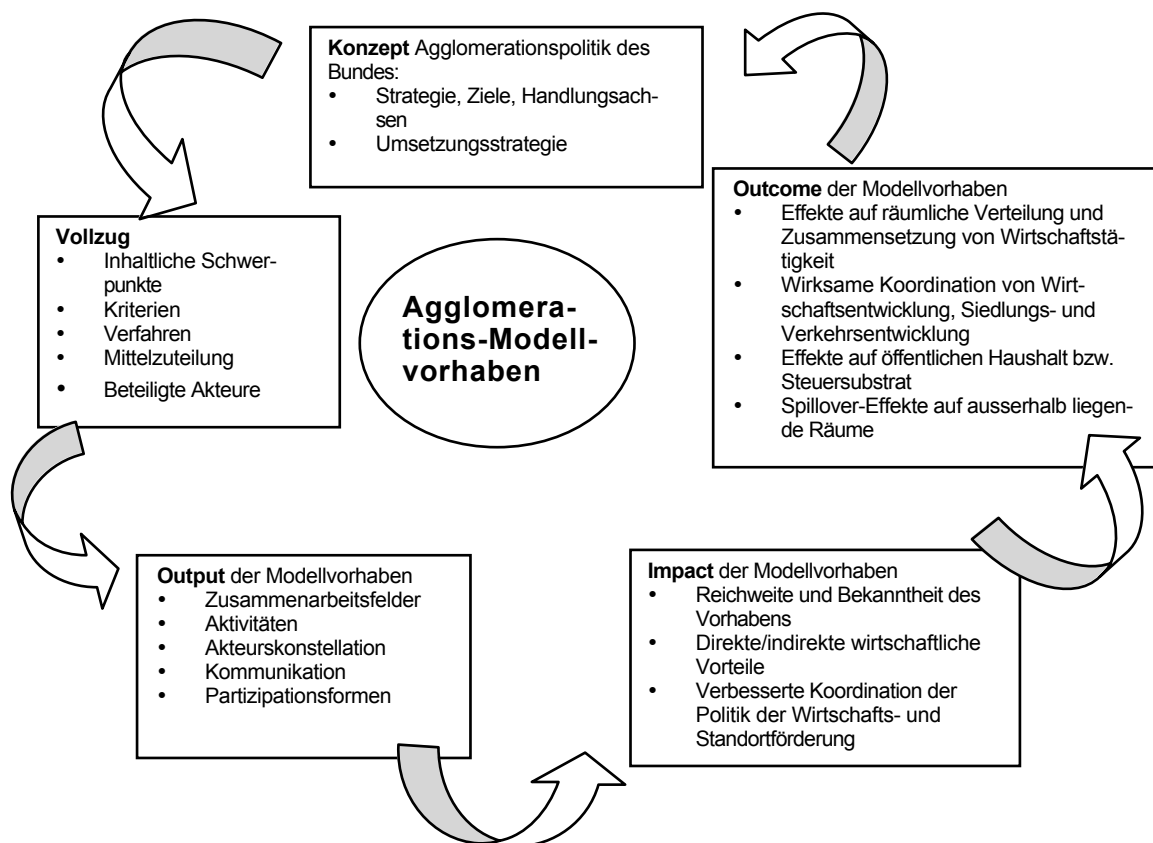 Konzept Agglomerationspolitik des
Bundes:
• Strategie, Ziele, Handlungsach-
sen
• Umsetzungsstrategie
Vollzug
• Inhaltliche Schwer-
punkte
• Kriterien
• Verfahren
• Mittelzuteilung
• Beteiligte Akteure
Agglomera-
tions-Modell-
vorhaben
Outcome der Modellvorhaben
• Effekte auf räumliche Verteilung und
Zusammensetzung von Wirtschaftstä-
tigkeit
• Wirksame Koordination von Wirt-
schaftsentwicklung, Siedlungs- und
Verkehrsentwicklung
• Effekte auf öffentlichen Haushalt bzw.
Steuersubstrat
• Spillover-Effekte auf ausserhalb liegen-
de Räume
Output der Modellvorhaben
• Zusammenarbeitsfelder
• Aktivitäten
• Akteurskonstellation
• Kommunikation
• Partizipationsformen
Impact der Modellvorhaben
• Reichweite und Bekanntheit des
Vorhabens
• Direkte/indirekte wirtschaftliche
Vorteile
• Verbesserte Koordination der
Politik der Wirtschafts- und
Standortförderung